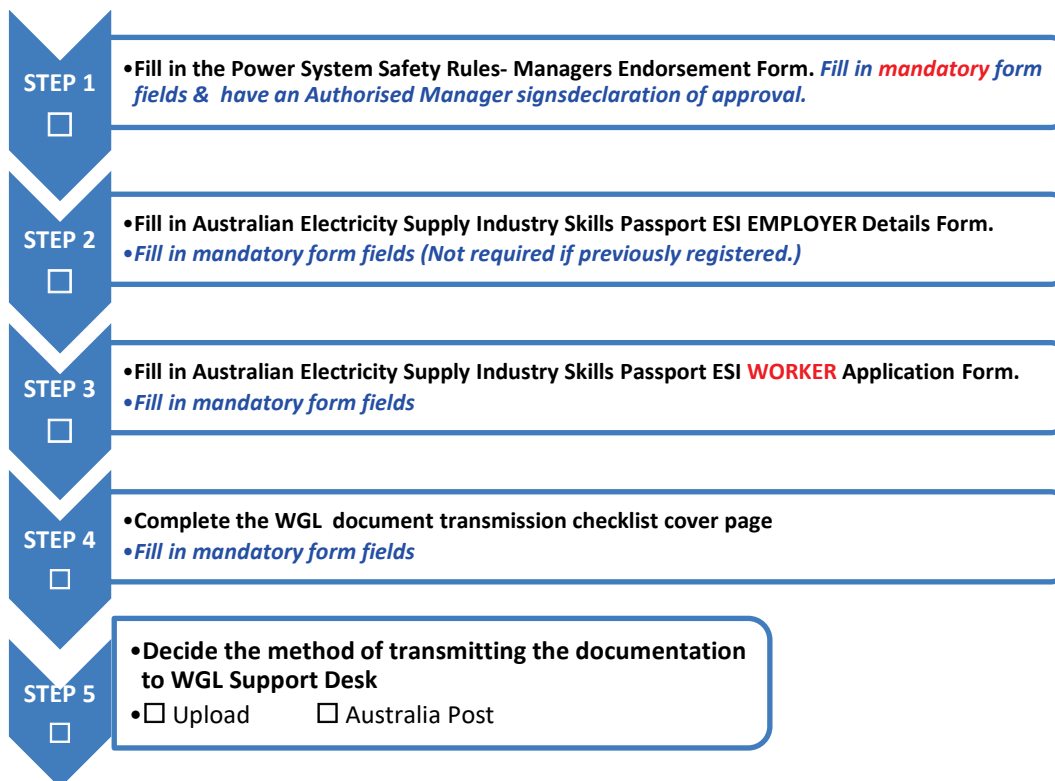 STEP 1
☐
•Fill in the Power System Safety Rules- Managers Endorsement Form. Fill in mandatory form
fields & have an Authorised Manager signsdeclaration of approval.
STEP 2
☐
•Fill in Australian Electricity Supply Industry Skills Passport ESI EMPLOYER Details Form.
•Fill in mandatory form fields (Not required if previously registered.)
STEP 3
☐
•Fill in Australian Electricity Supply Industry Skills Passport ESI WORKER Application Form.
•Fill in mandatory form fields
STEP 4
☐
•Complete the WGL document transmission checklist cover page
•Fill in mandatory form fields
STEP 5
☐
•Decide the method of transmitting the documentation
to WGL Support Desk
•☐ Upload ☐ Australia Post